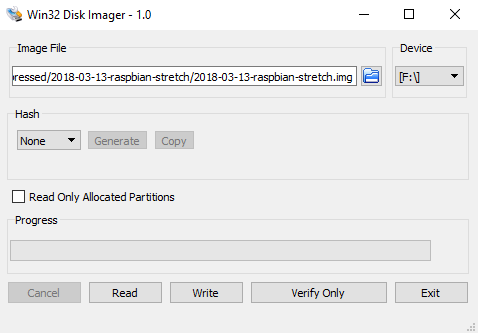 Win32 Disk Imager - 1.0
Image File
Device
ressed/2018-03-13-raspbian-stretch/2018-03-13-raspbian-stretch.img
[F:\]
Hash
None
Generate
Copy
Read Only Allocated Partitions
Progress
Cancel
Read
Write
Verify Only
Exit